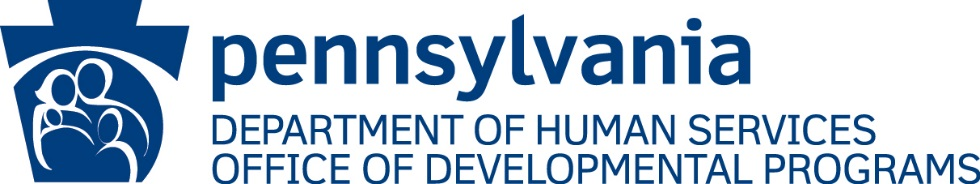 pennsylvania
DEPARTMENT OF HUMAN SERVICES
OFFICE OF DEVELOPMENTAL PROGRAMS